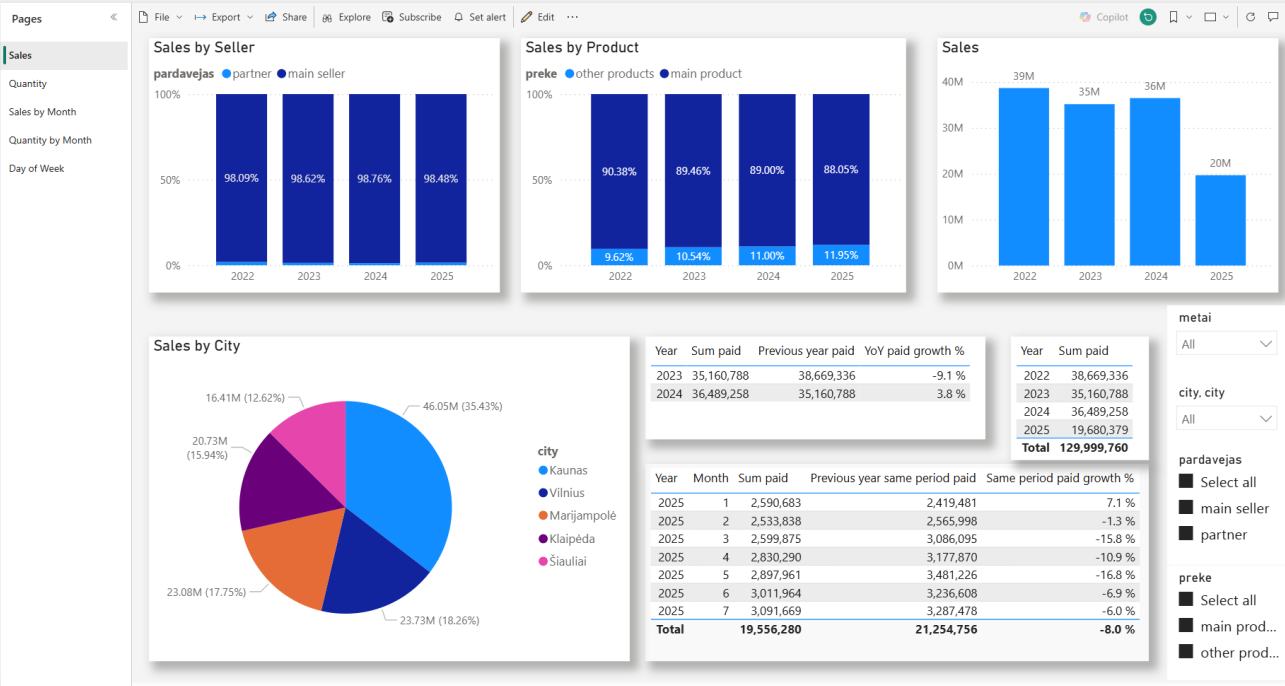 Pages
Sales
Quantity
Sales by Month
Quantity by Month
Day of Week
File Export Share Explore Subscribe Set alert Edit ...
Copilot
Sales by Seller
pardavejas partner main seller
100%
50%
0%
98.09% 98.62% 98.76% 98.48%
2022 2023 2024 2025
Sales by Product
preke other products main product
100%
50%
0%
90.38% 89.46% 89.00% 88.05%
9.62% 10.54% 11.00% 11.95%
2022 2023 2024 2025
Sales
40M
30M
20M
10M
0M
39M 35M 36M 20M
2022 2023 2024 2025
Sales by City
16.41M (12.62%)
46.05M (35.43%)
20.73M
(15.94%)
23.08M (17.75%)
23.73M (18.26%)
city
Kaunas
Vilnius
Marijampolė
Klaipėda
Šiauliai
Year Sum paid Previous year paid YoY paid growth %
2023 35,160,788 38,669,336 -9.1 %
2024 36,489,258 35,160,788 3.8 %
Year Sum paid
2022 38,669,336
2023 35,160,788
2024 36,489,258
2025 19,680,379
Total 129,999,760
Year Month Sum paid Previous year same period paid Same period paid growth %
2025 1 2,590,683 2,419,481 7.1 %
2025 2 2,533,838 2,565,998 -1.3 %
2025 3 2,599,875 3,086,095 -15.8 %
2025 4 2,830,290 3,177,870 -10.9 %
2025 5 2,897,961 3,481,226 -16.8 %
2025 6 3,011,964 3,236,608 -6.9 %
2025 7 3,091,669 3,287,478 -6.0 %
Total 19,556,280 21,254,756 -8.0 %
metai
All
city, city
All
pardavejas
Select all
main seller
partner
preke
Select all
main prod...
other prod...